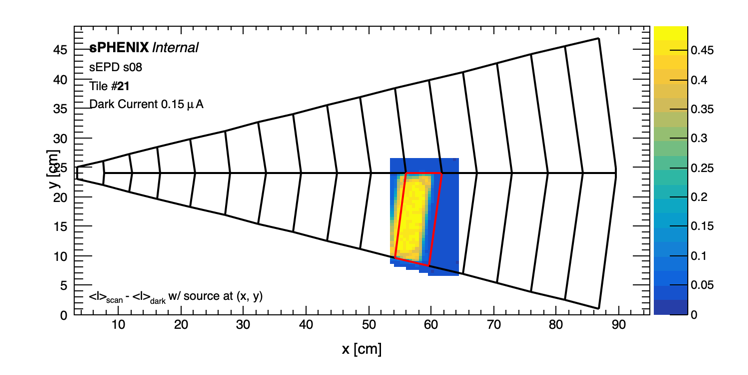 sPHENIX Internal
sEPD s08
Tile #21
Dark Current 0.15 μA
<I>scan - <I>dark w/ source at (x, y)
y [cm]
45
40
35
30
25
20
15
10
5
0
10 20 30 40 50 60 70 80 90
x [cm]
0.45
0.4
0.35
0.3
0.25
0.2
0.15
0.1
0.05
0